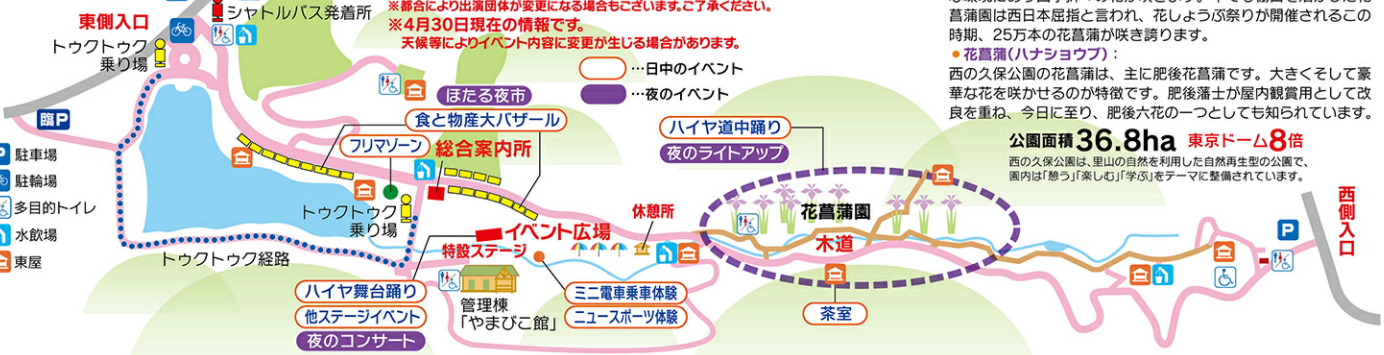 シャトルバス発着所
東側入口
トゥクトゥク
乗り場
※都合により出演団体が変更になる場合もございます。ご了承ください。
※4月30日現在の情報です。
天候等によりイベント内容に変更が生じる場合があります。
…日中のイベント
…夜のイベント
菖蒲園は西日本屈指と言われ、花しょうぶ祭りが開催されるこの
時期、25万本の花菖蒲が咲き誇ります。
●花菖蒲(ハナショウブ):
西の久保公園の花菖蒲は、主に肥後花菖蒲です。大きくそして豪
華な花を咲かせるのが特徴です。肥後藩士が屋内観賞用として改
良を重ね、今日に至り、肥後六花の一つとしても知られています。
公園面積36.8ha 東京ドーム8倍
西の久保公園は、里山の自然を利用した自然再生型の公園で、
園内は「憩う」「楽しむ」「学ぶ」をテーマに整備されています。
臨P
P 駐車場
駐輪場
多目的トイレ
水飲場
東屋
ほたる夜市
食と物産大バザール
フリマゾーン
総合案内所
トゥクトゥク
乗り場
トゥクトゥク経路
イベント広場
特設ステージ
ハイヤ舞台踊り
他ステージイベント
夜のコンサート
管理棟
「やまびこ館」
ミニ電車乗車体験
ニュースポーツ体験
休憩所
ハイヤ道中踊り
夜のライトアップ
花菖蒲園
木道
茶室
P
西側入口